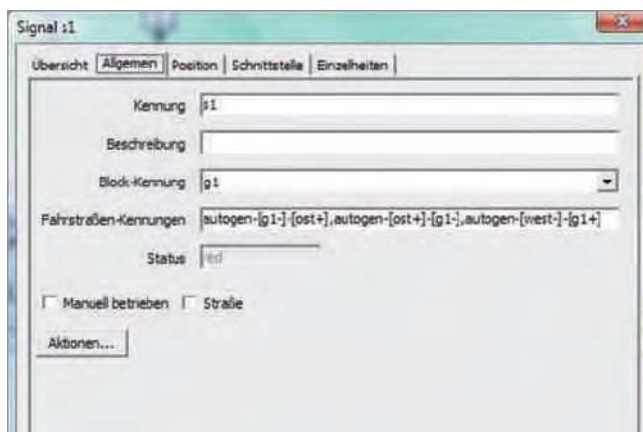 Signal s1
Übersicht Allgemein Position Schnittstelle Einzelheiten
Kennung s1
Beschreibung
Block-Kennung g1
Fahrstraßen-Kennungen autogen-[g1-]-[ost+],autogen-[ost+]-[g1-],autogen-[west-]-[g1+]
Status red
Manuell betrieben Straße
Aktionen...